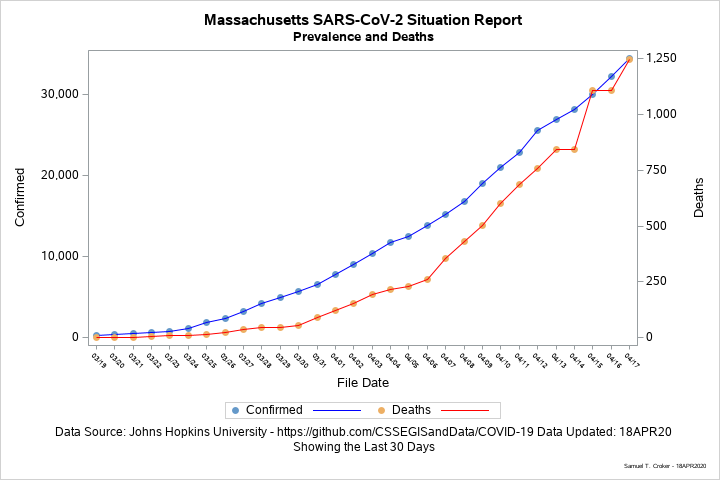 Massachusetts SARS-CoV-2 Situation Report
Prevalence and Deaths
30,000
20,000
10,000
0
Confirmed
1,250
1,000
750
500
250
0
Deaths
03/19 03/20 03/21 03/22 03/23 03/24 03/25 03/26 03/27 03/28 03/29 03/30 03/31 04/01 04/02 04/03 04/04 04/05 04/06 04/07 04/08 04/09 04/10 04/11 04/12 04/13 04/14 04/15 04/16 04/17
File Date
Confirmed Deaths
Data Source: Johns Hopkins University - https://github.com/CSSEGISandData/COVID-19 Data Updated: 18APR20
Showing the Last 30 Days
Samuel T. Croker - 18APR2020